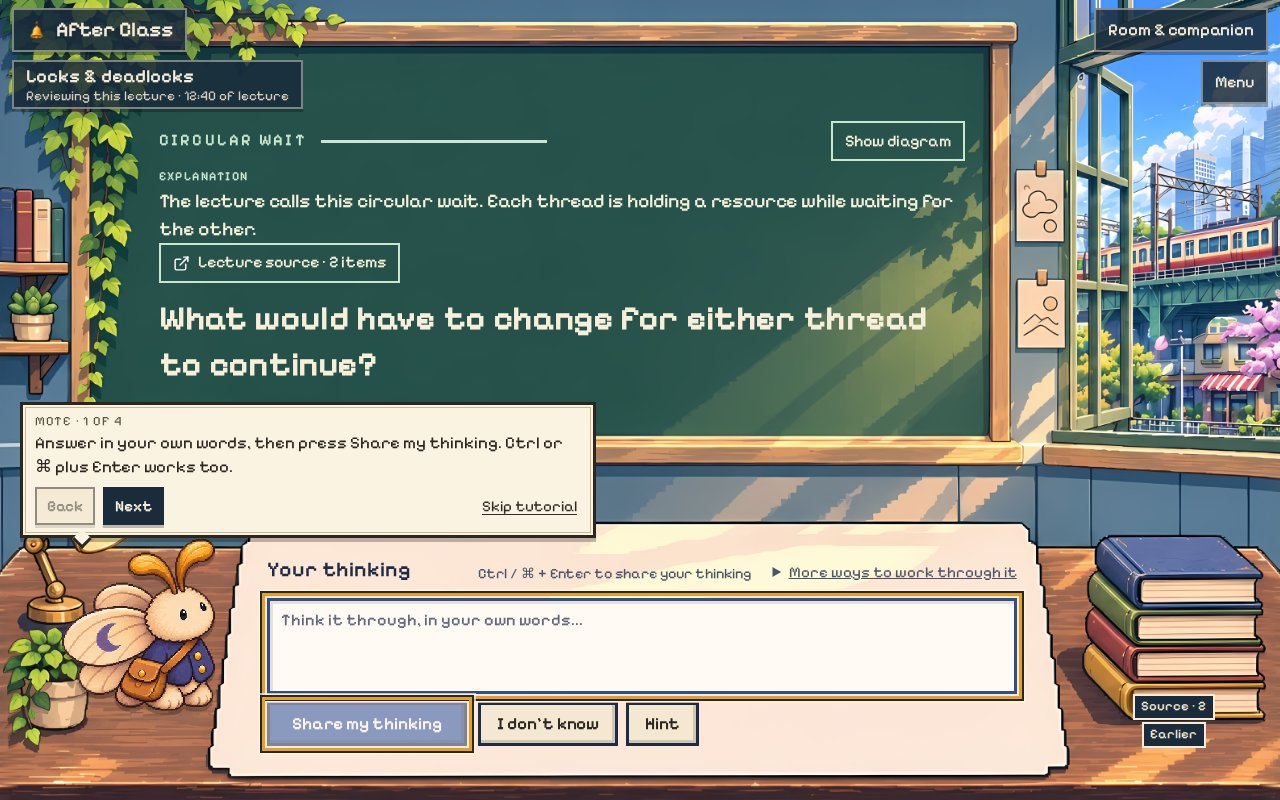 After Class
Room & companion
Locks & deadlocks
Reviewing this lecture · 12:40 of lecture
Menu
CIRCULAR WAIT
Show diagram
EXPLANATION
The lecture calls this circular wait. Each thread is holding a resource while waiting for
the other.
Lecture source · 2 items
What would have to change for either thread
to continue?
MOTE · 1 OF 4
Answer in your own words, then press Share my thinking. Ctrl or
⌘ plus Enter works too.
Back
Next
Skip tutorial
Your thinking
Ctrl / ⌘ + Enter to share your thinking
More ways to work through it
Think it through, in your own words...
Share my thinking
I don't know
Hint
Source · 2
Earlier